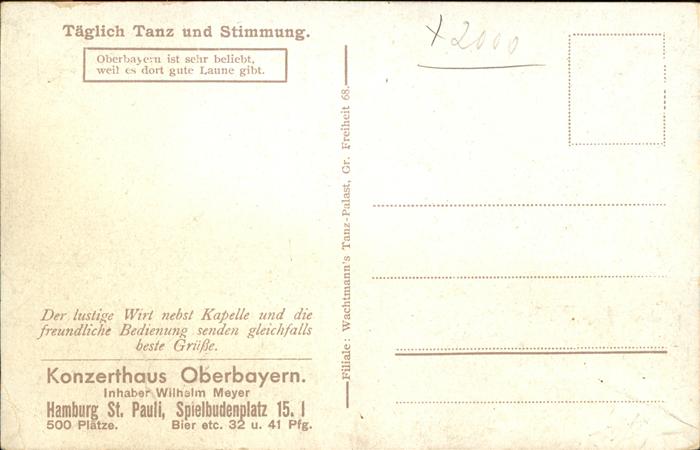 Täglich Tanz und Stimmung.
Oberbayern ist sehr beliebt,
weil es dort gute Laune gibt.
Der lustige Wirt nebst Kapelle und die
freundliche Bedienung senden gleichfalls
beste Grüße.
Konzerthaus Oberbayern.
Inhaber Wilhelm Meyer
Hamburg St. Pauli, Spielbudenplatz 15. I
500 Plätze. Bier etc. 32 u. 41 Pfg.
Filiale: Wachtmann's Tanz-Palast, Gr. Freiheit 68.
x 2000